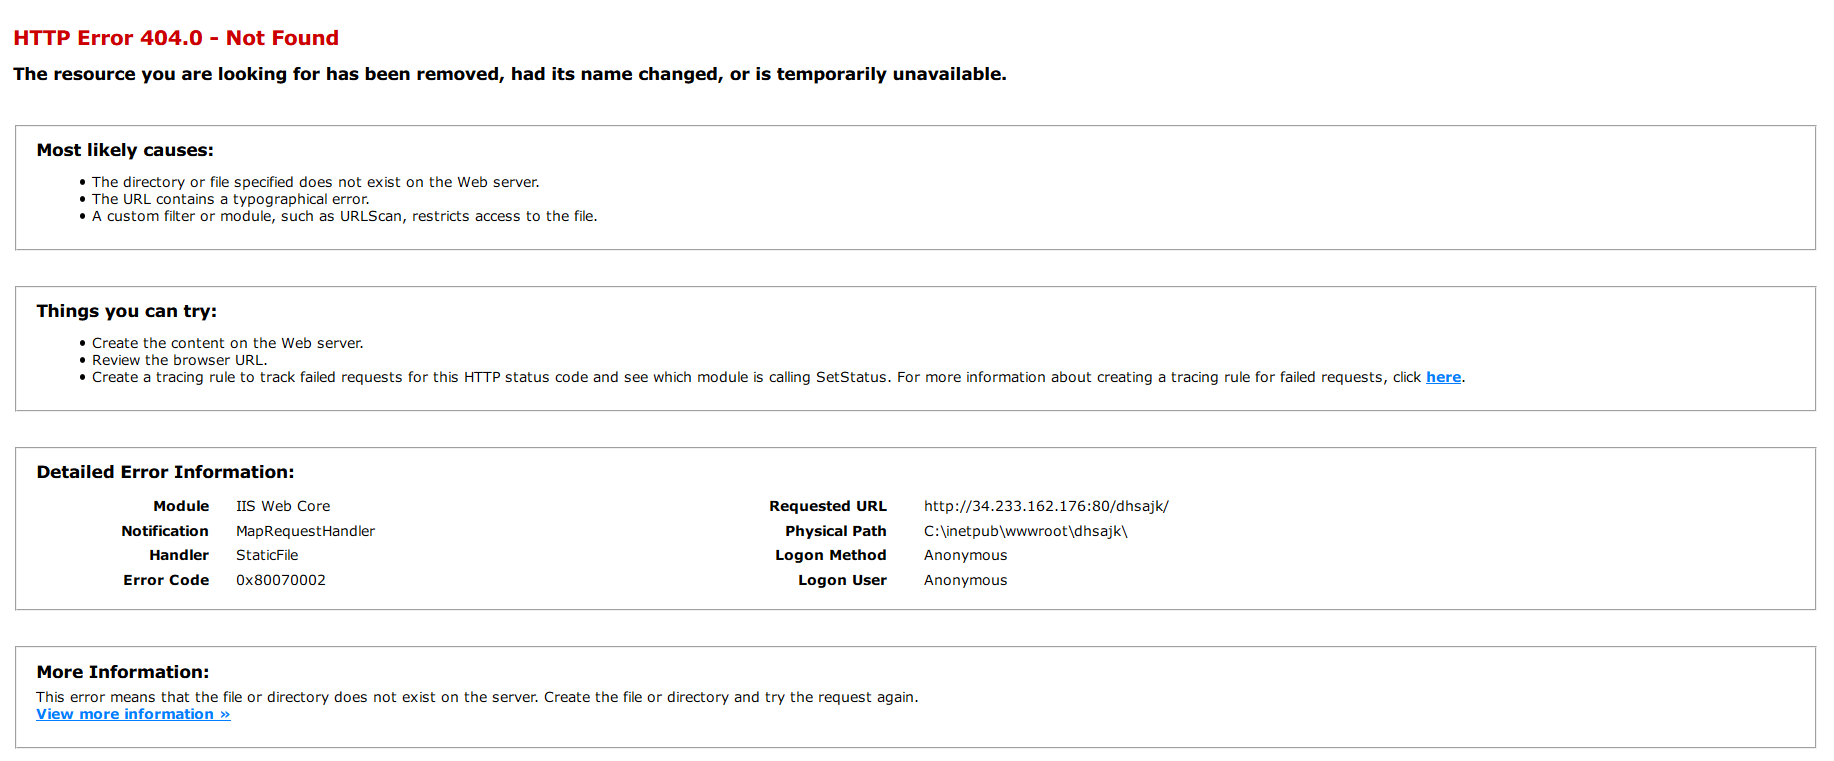 HTTP Error 404.0 - Not Found
The resource you are looking for has been removed, had its name changed, or is temporarily unavailable.
Most likely causes:
• The directory or file specified does not exist on the Web server.
• The URL contains a typographical error.
• A custom filter or module, such as URLScan, restricts access to the file.
Things you can try:
• Create the content on the Web server.
• Review the browser URL.
• Create a tracing rule to track failed requests for this HTTP status code and see which module is calling SetStatus. For more information about creating a tracing rule for failed requests, click here.
Detailed Error Information:
Module IIS Web Core
Notification MapRequestHandler
Handler StaticFile
Error Code 0x80070002
Requested URL http://34.233.162.176:80/dhsajk/
Physical Path C:\inetpub\wwwroot\dhsajk\
Logon Method Anonymous
Logon User Anonymous
More Information:
This error means that the file or directory does not exist on the server. Create the file or directory and try the request again.
View more information »